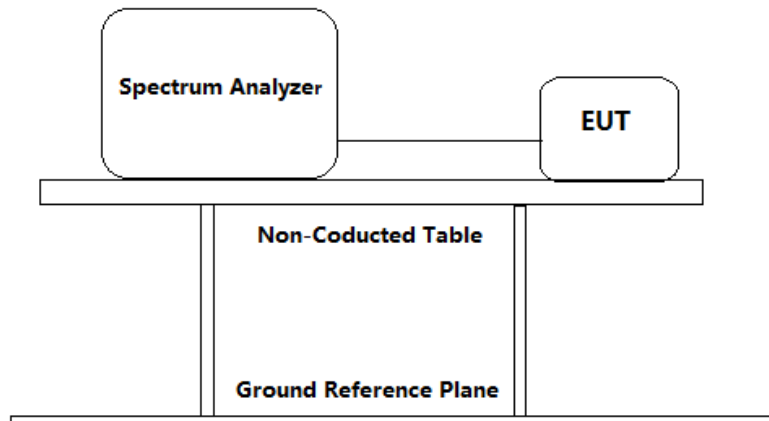 Spectrum Analyzer
EUT
Non-Coducted Table
Ground Reference Plane